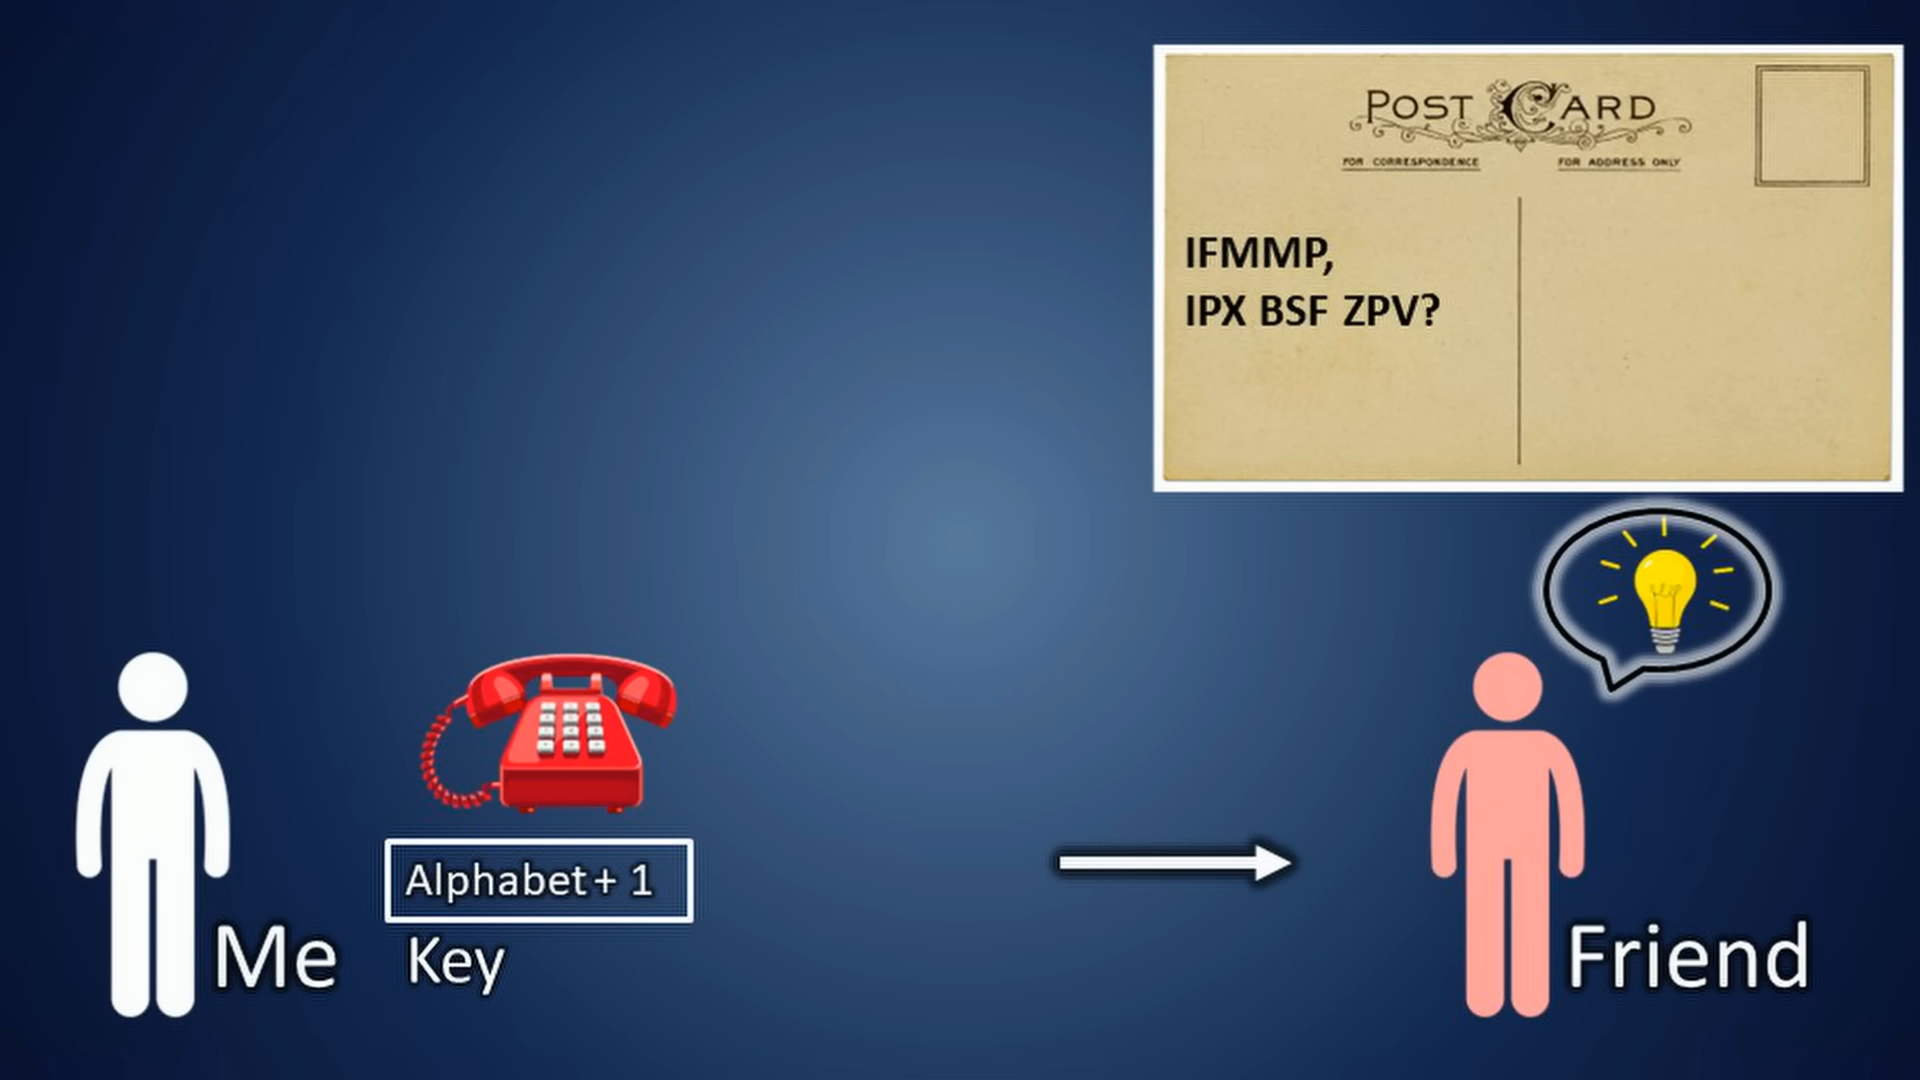 POST CARD
FOR CORRESPONDENCE
FOR ADDRESS ONLY
IFMMP,
IPX BSF ZPV?
Alphabet + 1
Me
Key
Friend